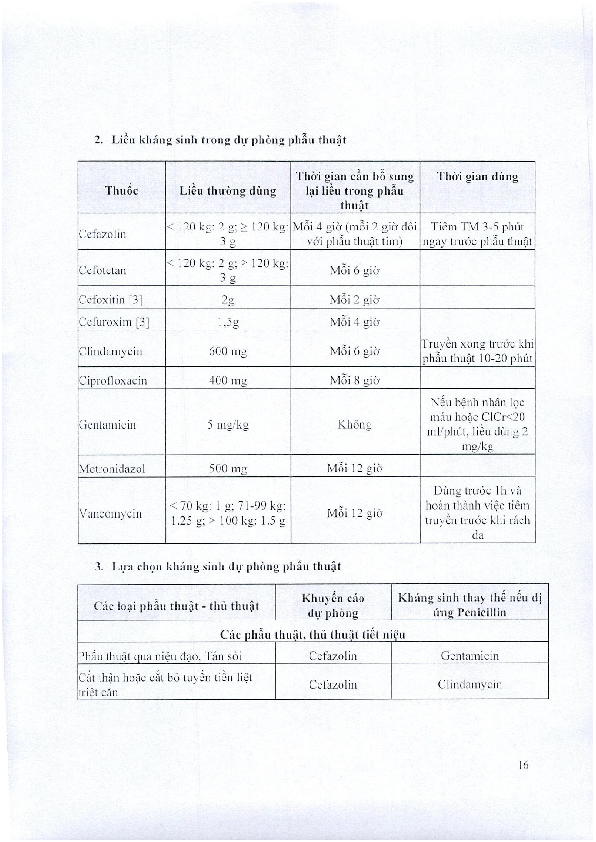 2. Liều kháng sinh trong dự phòng phẫu thuật
Thuốc
Liều thường dùng
Thời gian cần bổ sung
lại liều trong phẫu
thuật
Thời gian dùng
Cefazolin
< 120 kg: 2 g; ≥ 120 kg:
3 g
Mỗi 4 giờ (mỗi 2 giờ đối
với phẫu thuật tim)
Tiêm TM 3-5 phút
ngay trước phẫu thuật
Cefotetan
< 120 kg: 2 g; > 120 kg:
3 g
Mỗi 6 giờ
Cefoxitin [3]
2g
Mỗi 2 giờ
Cefuroxim [3]
1,5g
Mỗi 4 giờ
Clindamycin
600 mg
Mỗi 6 giờ
Truyền xong trước khi
phẫu thuật 10-20 phút
Ciprofloxacin
400 mg
Mỗi 8 giờ
Gentamicin
5 mg/kg
Không
Nếu bệnh nhân lọc
máu hoặc ClCr<20
ml/phút, liều dùng 2
mg/kg
Metronidazol
500 mg
Mỗi 12 giờ
Vancomycin
< 70 kg: 1 g; 71-99 kg:
1.25 g; > 100 kg: 1.5 g
Mỗi 12 giờ
Dùng trước 1h và
hoàn thành việc tiêm
truyền trước khi rạch
da
3. Lựa chọn kháng sinh dự phòng phẫu thuật
Các loại phẫu thuật - thủ thuật
Khuyến cáo
dự phòng
Kháng sinh thay thế nếu dị
ứng Penicillin
Các phẫu thuật, thủ thuật tiết niệu
Phẫu thuật qua niệu đạo, Tán sỏi
Cefazolin
Gentamicin
Cắt thận hoặc cắt bỏ tuyến tiền liệt
triệt căn
Cefazolin
Clindamycin
16